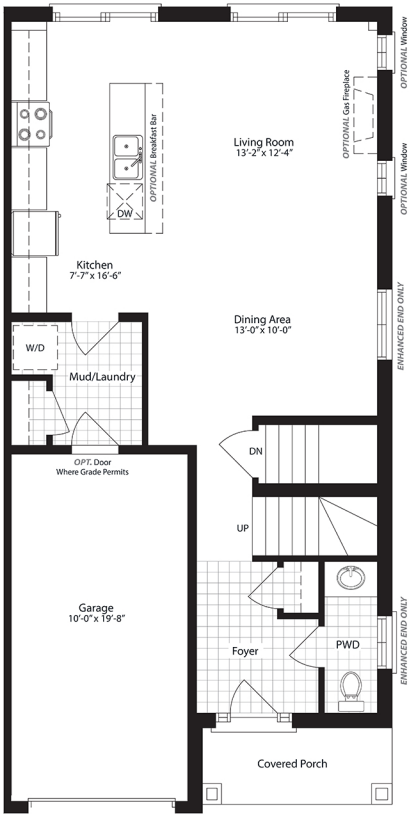 OPTIONAL Window
OPTIONAL Gas Fireplace
OPTIONAL Breakfast Bar
Living Room
13'-2" x 12'-4"
OPTIONAL Window
DW
Kitchen
7'-7" x 16'-6"
Dining Area
13'-0" x 10'-0"
ENHANCED END ONLY
W/D
Mud/Laundry
DN
OPT. Door
Where Grade Permits
UP
Garage
10'-0" x 19'-8"
Foyer
PWD
ENHANCED END ONLY
Covered Porch